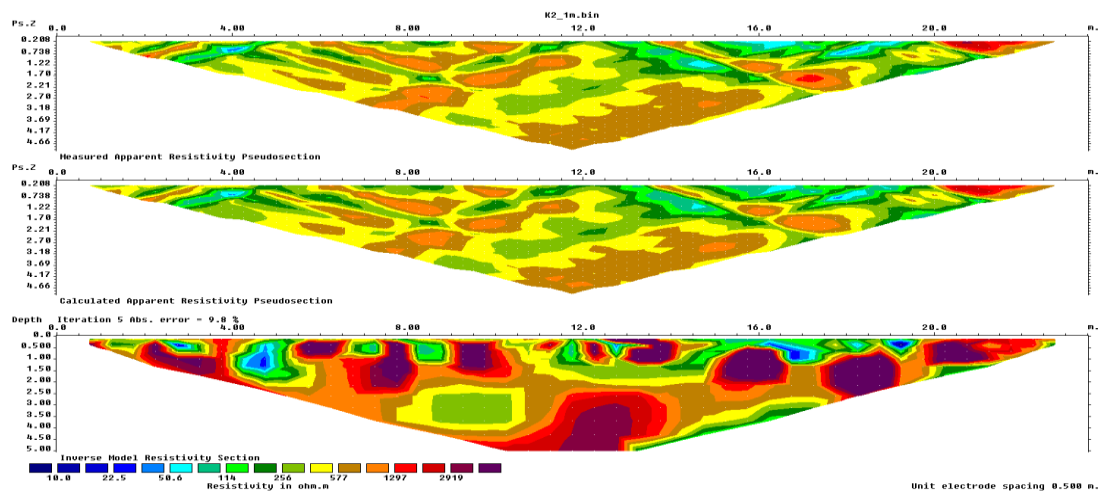 K2_1m.bin
Ps.Z 0.0 4.00 8.00 12.0 16.0 20.0 m.
0.208
0.730
1.22
1.70
2.21
2.70
3.18
3.69
4.17
4.66
Measured Apparent Resistivity Pseudosection
Ps.Z 0.0 4.00 8.00 12.0 16.0 20.0 m.
0.208
0.738
1.22
1.70
2.21
2.70
3.18
3.69
4.17
4.66
Calculated Apparent Resistivity Pseudosection
Depth Iteration 5 Abs. error = 9.8 %
0.0 4.00 8.00 12.0 16.0 20.0 m.
0.0
0.500
1.00
1.50
2.00
2.50
3.00
3.50
4.00
4.50
5.00
Inverse Model Resistivity Section
10.0 22.5 50.6 114 256 577 1297 2919
Resistivity in ohm.m
Unit electrode spacing 0.500 m.